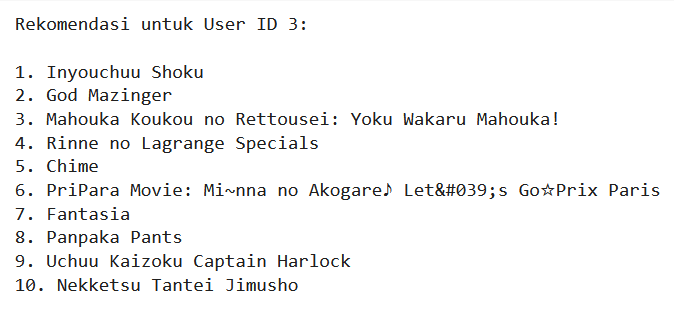 Rekomendasi untuk User ID 3:
1. Inyouchuu Shoku
2. God Mazinger
3. Mahouka Koukou no Rettousei: Yoku Wakaru Mahouka!
4. Rinne no Lagrange Specials
5. Chime
6. PriPara Movie: Mi~nna no Akogare♪ Let&#039;s Go☆Prix Paris
7. Fantasia
8. Panpaka Pants
9. Uchuu Kaizoku Captain Harlock
10. Nekketsu Tantei Jimusho